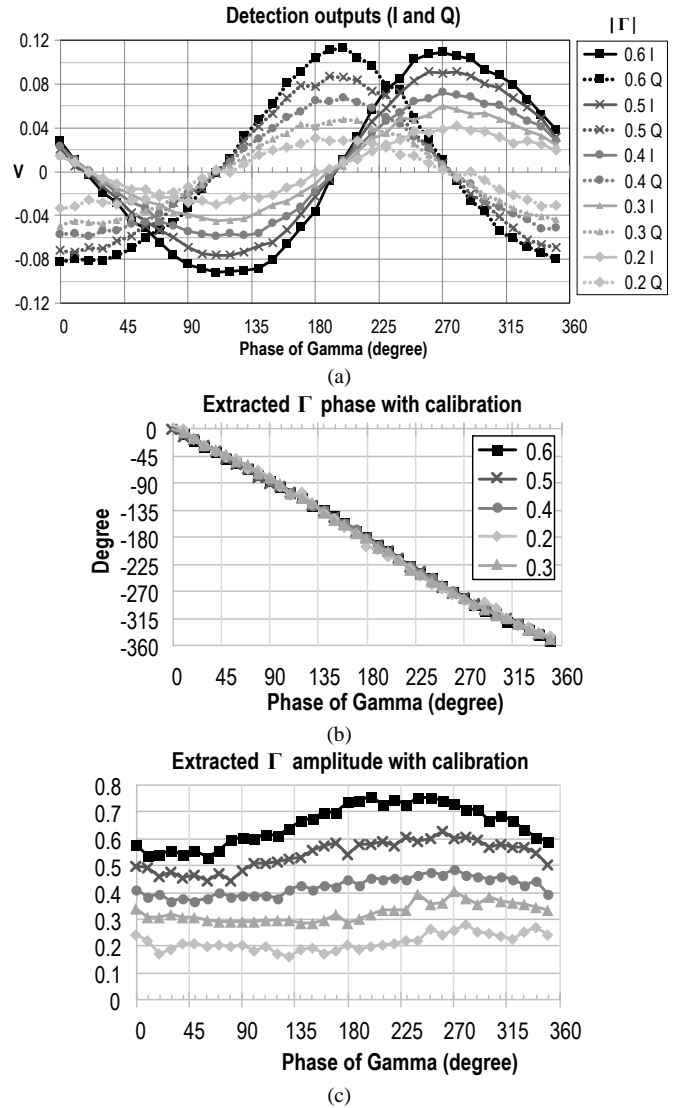 Detection outputs (I and Q)
|Γ|
0.12
0.08
0.04
V
0
-0.04
-0.08
-0.12
0 45 90 135 180 225 270 315 360
Phase of Gamma (degree)
0.6 I
0.6 Q
0.5 I
0.5 Q
0.4 I
0.4 Q
0.3 I
0.3 Q
0.2 I
0.2 Q
(a)
Extracted Γ phase with calibration
0
-45
-90
-135
-180
-225
-270
-315
-360
Degree
0.6
0.5
0.4
0.2
0.3
0 45 90 135 180 225 270 315 360
Phase of Gamma (degree)
(b)
Extracted Γ amplitude with calibration
0.8
0.7
0.6
0.5
0.4
0.3
0.2
0.1
0
0 45 90 135 180 225 270 315 360
Phase of Gamma (degree)
(c)